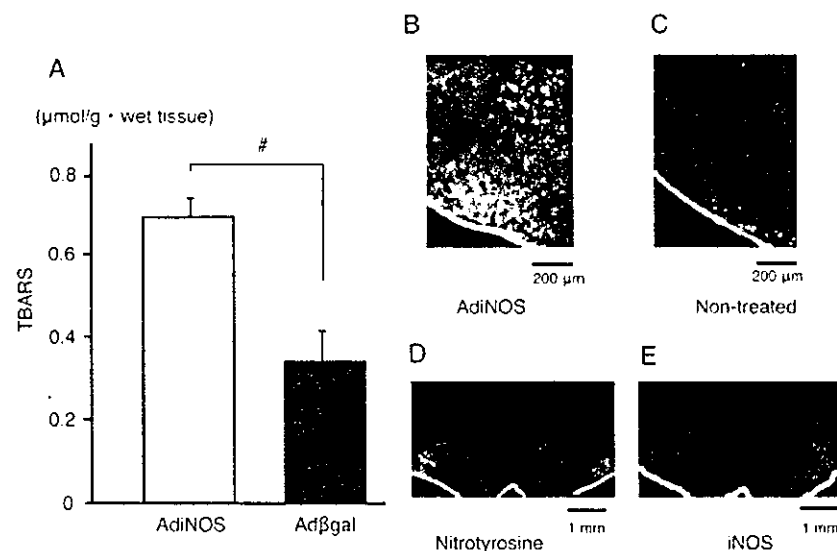 A
(μmol/g · wet tissue)
#
TBARS
0.8
0.6
0.4
0.2
0
AdiNOS
Adβgal
B
200 μm
AdiNOS
C
200 μm
Non-treated
D
1 mm
Nitrotyrosine
E
1 mm
iNOS